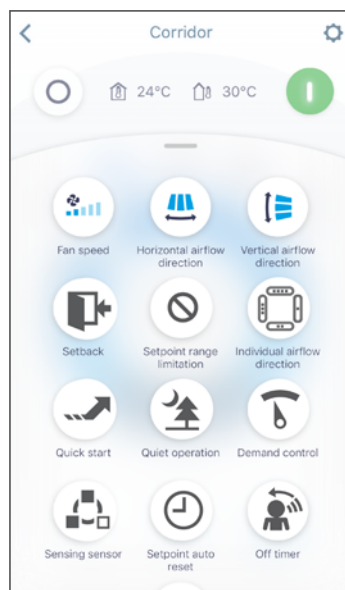 Corridor
24°C 30°C
Fan speed
Horizontal airflow
direction
Vertical airflow
direction
Setback
Setpoint range
limitation
Individual airflow
direction
Quick start
Quiet operation
Demand control
Sensing sensor
Setpoint auto
reset
Off timer